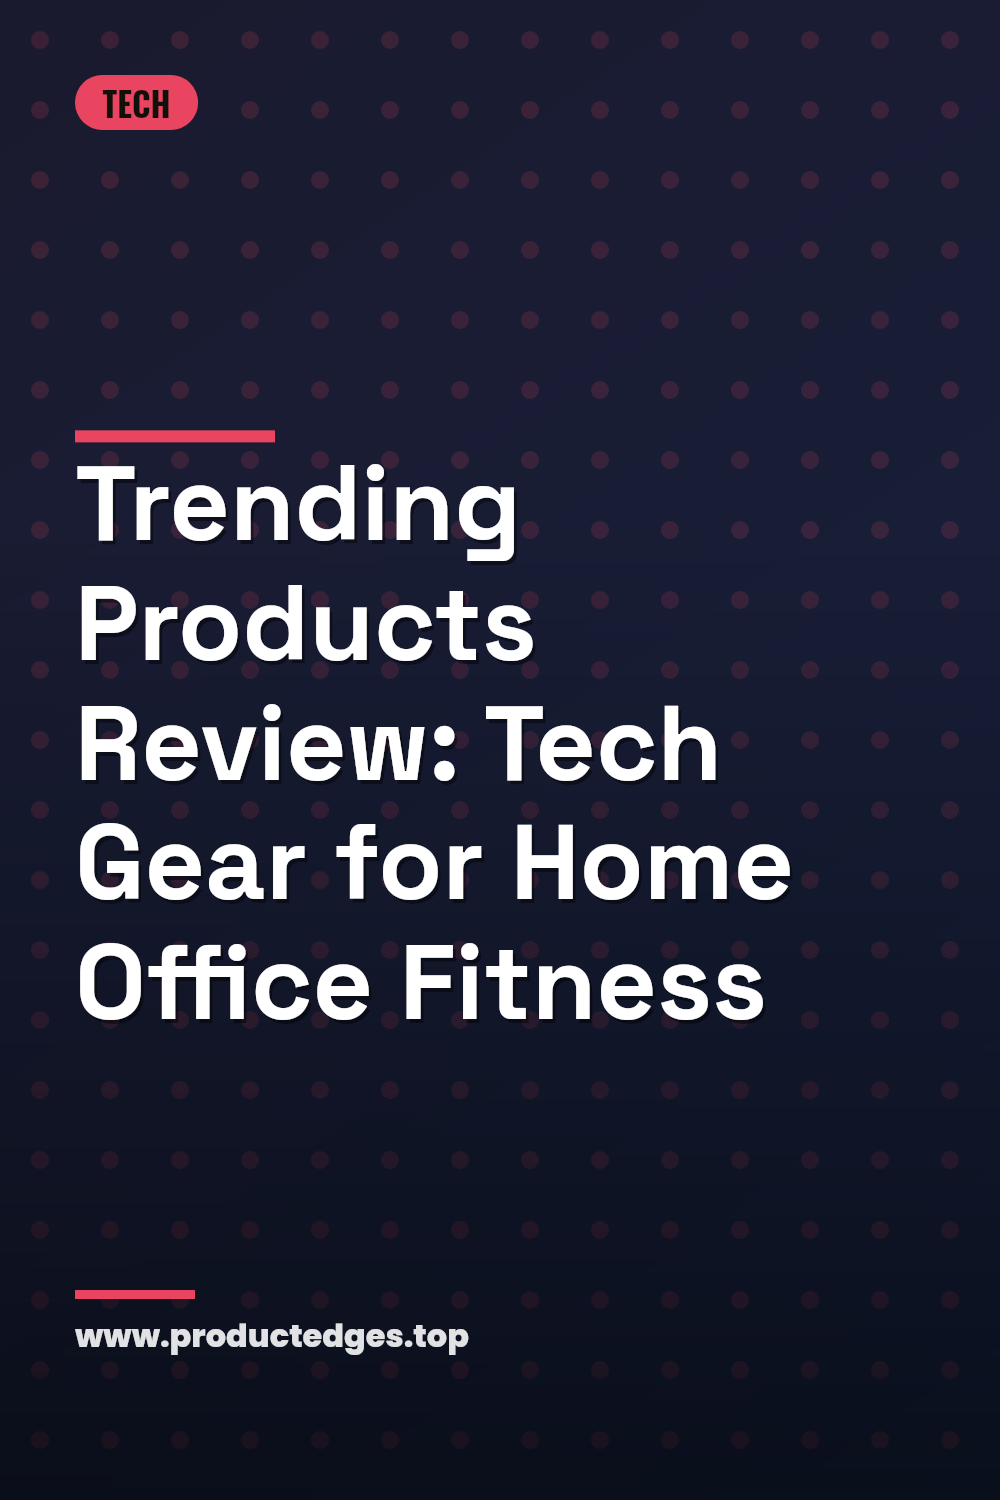 TECH
Trending
Products
Review: Tech
Gear for Home
Office Fitness
www.productedges.top